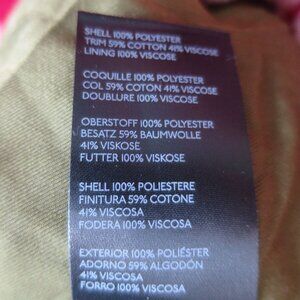 SHELL 100% POLYESTER
TRIM 59% COTTON 41% VISCOSE
LINING 100% VISCOSE
COQUILLE 100% POLYESTER
COL 59% COTON 41% VISCOSE
DOUBLURE 100% VISCOSE
OBERSTOFF 100% POLYESTER
BESATZ 59% BAUMWOLLE
41% VISKOSE
FUTTER 100% VISKOSE
SHELL 100% POLIESTERE
FINITURA 59% COTONE
41% VISCOSA
FODERA 100% VISCOSA
EXTERIOR 100% POLIÉSTER
ADORNO 59% ALGODÓN
41% VISCOSA
FORRO 100% VISCOSA